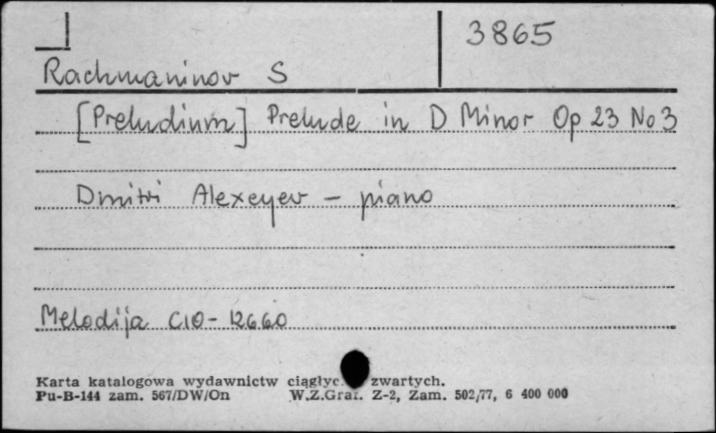 3865
Rachmaninov S
[Preludium] Prelude in D Minor Op 23 No 3
Dmitri Alexeyev - piano
Melodija C10-12660
Karta katalogowa wydawnictw zwartych.
Pu-B-144 zam. 567/DW/On W.Z.Graf. Z-2, Zam. 502/77, 6 400 000